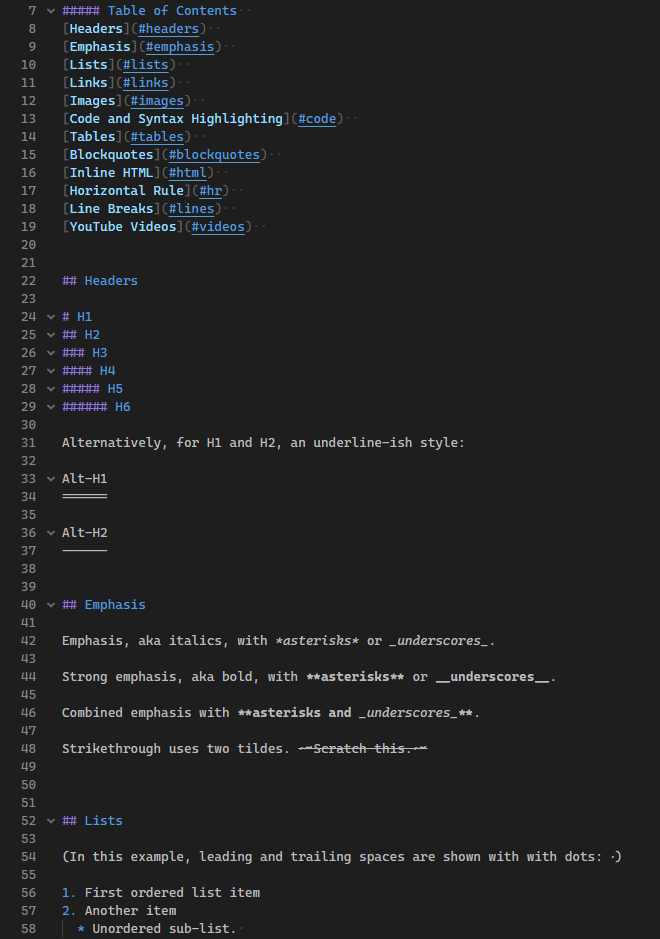 7 ##### Table of Contents··
8 [Headers](#headers)··
9 [Emphasis](#emphasis)··
10 [Lists](#lists)··
11 [Links](#links)··
12 [Images](#images)··
13 [Code and Syntax Highlighting](#code)··
14 [Tables](#tables)··
15 [Blockquotes](#blockquotes)··
16 [Inline HTML](#html)··
17 [Horizontal Rule](#hr)··
18 [Line Breaks](#lines)··
19 [YouTube Videos](#videos)··
20
21
22 ## Headers
23
24 # H1
25 ## H2
26 ### H3
27 #### H4
28 ##### H5
29 ###### H6
30
31 Alternatively, for H1 and H2, an underline-ish style:
32
33 Alt-H1
34 ======
35
36 Alt-H2
37 ------
38
39
40 ## Emphasis
41
42 Emphasis, aka italics, with *asterisks* or _underscores_.
43
44 Strong emphasis, aka bold, with **asterisks** or __underscores__.
45
46 Combined emphasis with **asterisks and _underscores_**.
47
48 Strikethrough uses two tildes. ~~Scratch this.~~
49
50
51
52 ## Lists
53
54 (In this example, leading and trailing spaces are shown with with dots: ⋅)
55
56 1. First ordered list item
57 2. Another item
58 * Unordered sub-list.·